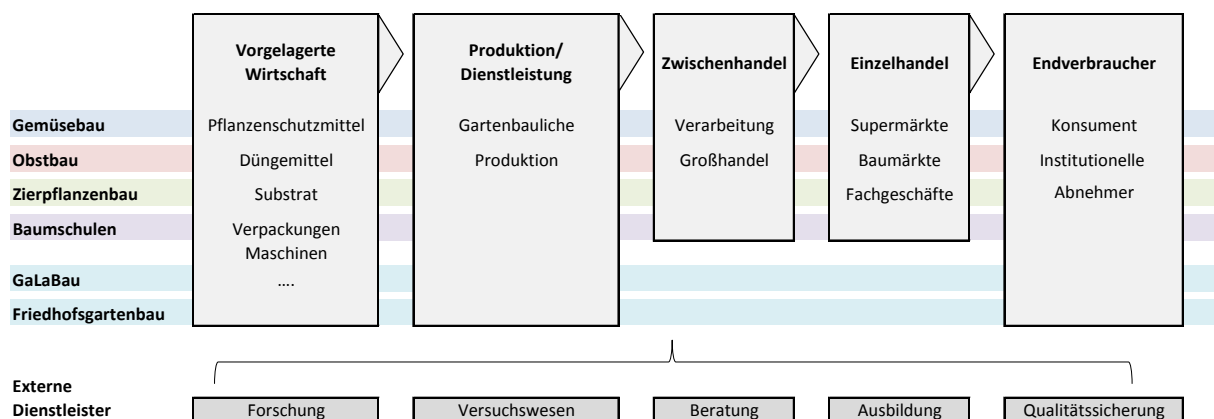 Vorgelagerte
Wirtschaft
Produktion/
Dienstleistung
Zwischenhandel
Einzelhandel
Endverbraucher
Gemüsebau
Pflanzenschutzmittel
Gartenbauliche
Verarbeitung
Supermärkte
Konsument
Obstbau
Düngemittel
Produktion
Großhandel
Baumärkte
Institutionelle
Zierpflanzenbau
Substrat
Fachgeschäfte
Abnehmer
Baumschulen
Verpackungen
Maschinen
GaLaBau
....
Friedhofsgartenbau
Externe
Dienstleister
Forschung
Versuchswesen
Beratung
Ausbildung
Qualitätssicherung